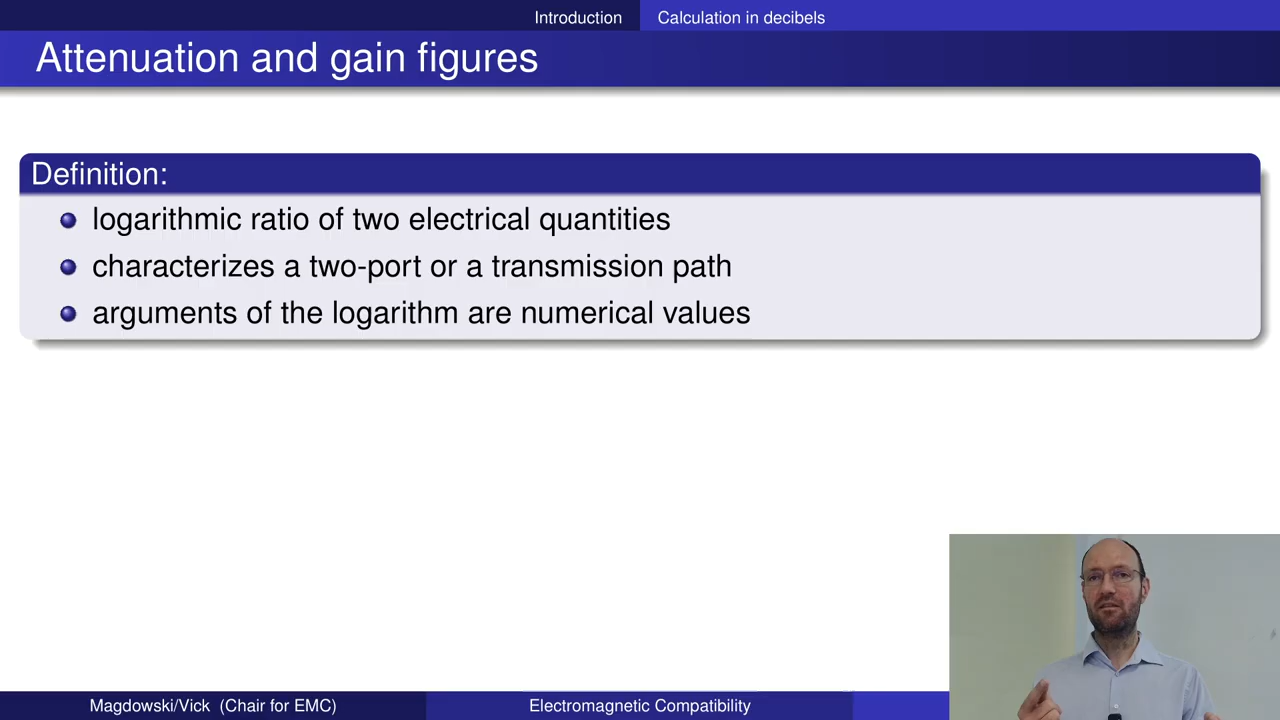 Introduction
Calculation in decibels
Attenuation and gain figures
Definition:
logarithmic ratio of two electrical quantities
characterizes a two-port or a transmission path
arguments of the logarithm are numerical values
Magdowski/Vick (Chair for EMC)
Electromagnetic Compatibility